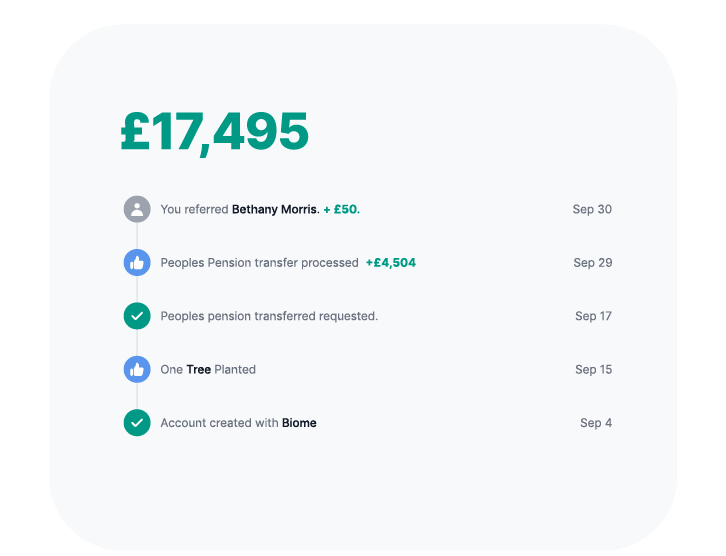 £17,495
You referred Bethany Morris. + £50. Sep 30
Peoples Pension transfer processed +£4,504 Sep 29
Peoples pension transferred requested. Sep 17
One Tree Planted Sep 15
Account created with Biome Sep 4